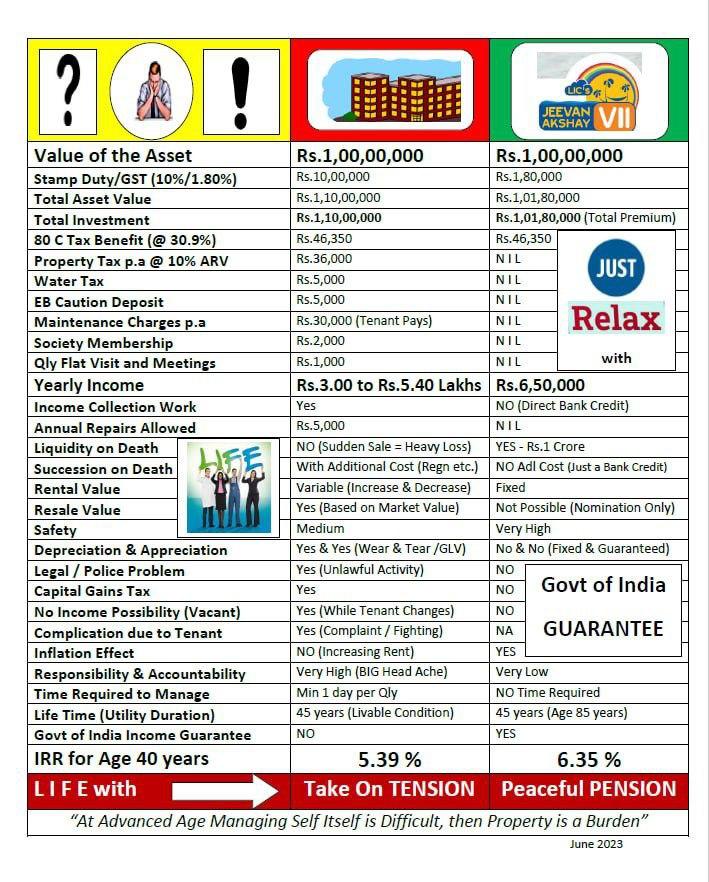 ? !
LIC's
JEEVAN
AKSHAY VII
Value of the Asset Rs.1,00,00,000 Rs.1,00,00,000
Stamp Duty/GST (10%/1.80%) Rs.10,00,000 Rs.1,80,000
Total Asset Value Rs.1,10,00,000 Rs.1,01,80,000
Total Investment Rs.1,10,00,000 Rs.1,01,80,000 (Total Premium)
80 C Tax Benefit (@ 30.9%) Rs.46,350 Rs.46,350
Property Tax p.a @ 10% ARV Rs.36,000 N I L
Water Tax Rs.5,000 N I L
EB Caution Deposit Rs.5,000 N I L
Maintenance Charges p.a Rs.30,000 (Tenant Pays) N I L
Society Membership Rs.2,000 N I L
Qly Flat Visit and Meetings Rs.1,000 N I L
JUST
Relax
with
Yearly Income Rs.3.00 to Rs.5.40 Lakhs Rs.6,50,000
Income Collection Work Yes NO (Direct Bank Credit)
Annual Repairs Allowed Rs.5,000 N I L
Liquidity on Death NO (Sudden Sale = Heavy Loss) YES - Rs.1 Crore
Succession on Death With Additional Cost (Regn etc.) NO Adl Cost (Just a Bank Credit)
Rental Value Variable (Increase & Decrease) Fixed
Resale Value Yes (Based on Market Value) Not Possible (Nomination Only)
Safety Medium Very High
LIFE
Depreciation & Appreciation Yes & Yes (Wear & Tear /GLV) No & No (Fixed & Guaranteed)
Legal / Police Problem Yes (Unlawful Activity) NO
Capital Gains Tax Yes NO
No Income Possibility (Vacant) Yes (While Tenant Changes) NO
Complication due to Tenant Yes (Complaint / Fighting) NA
Inflation Effect NO (Increasing Rent) YES
Govt of India
GUARANTEE
Responsibility & Accountability Very High (BIG Head Ache) Very Low
Time Required to Manage Min 1 day per Qly NO Time Required
Life Time (Utility Duration) 45 years (Livable Condition) 45 years (Age 85 years)
Govt of India Income Guarantee NO YES
IRR for Age 40 years 5.39 % 6.35 %
L I F E with Take On TENSION Peaceful PENSION
“At Advanced Age Managing Self Itself is Difficult, then Property is a Burden”
June 2023